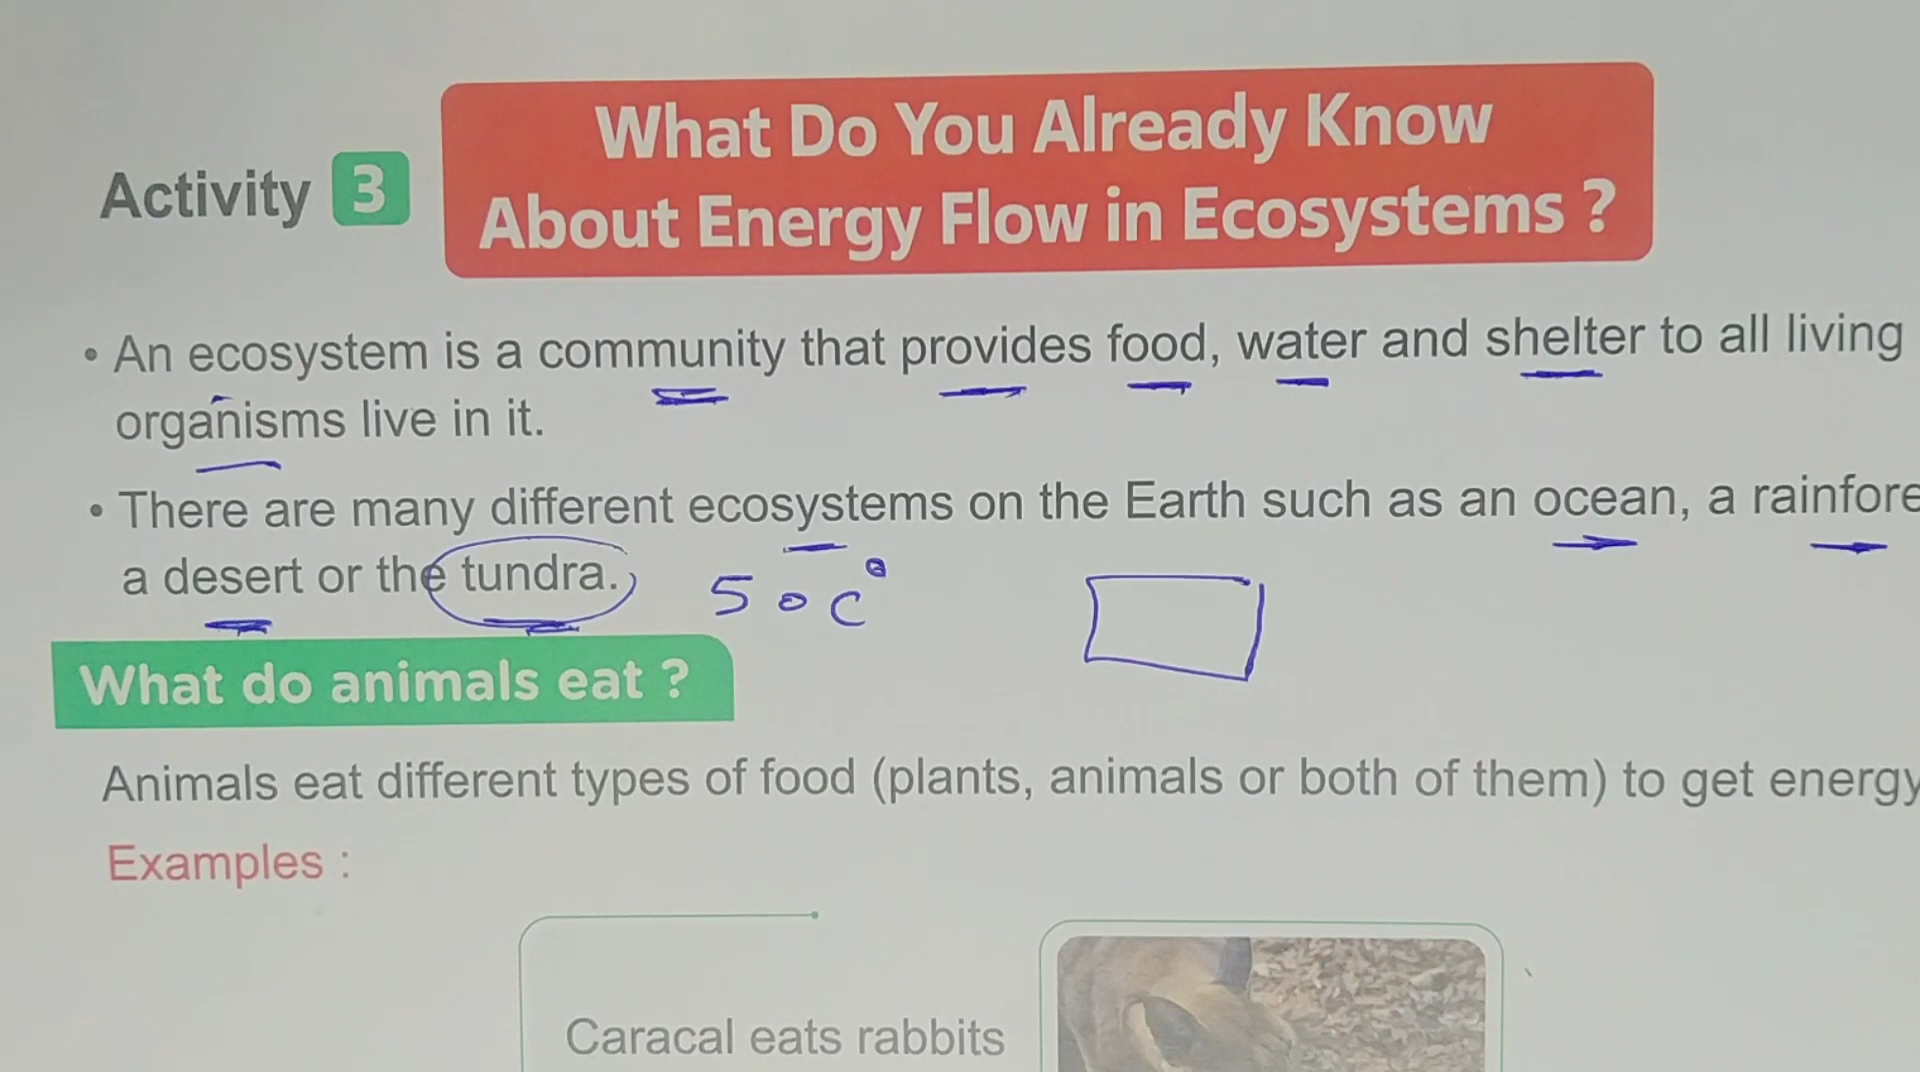 What Do You Already Know
Activity 3
About Energy Flow in Ecosystems ?
• An ecosystem is a community that provides food, water and shelter to all living
organisms live in it.
• There are many different ecosystems on the Earth such as an ocean, a rainfore
a desert or the tundra. 50 C°
What do animals eat ?
Animals eat different types of food (plants, animals or both of them) to get energy
Examples :
Caracal eats rabbits